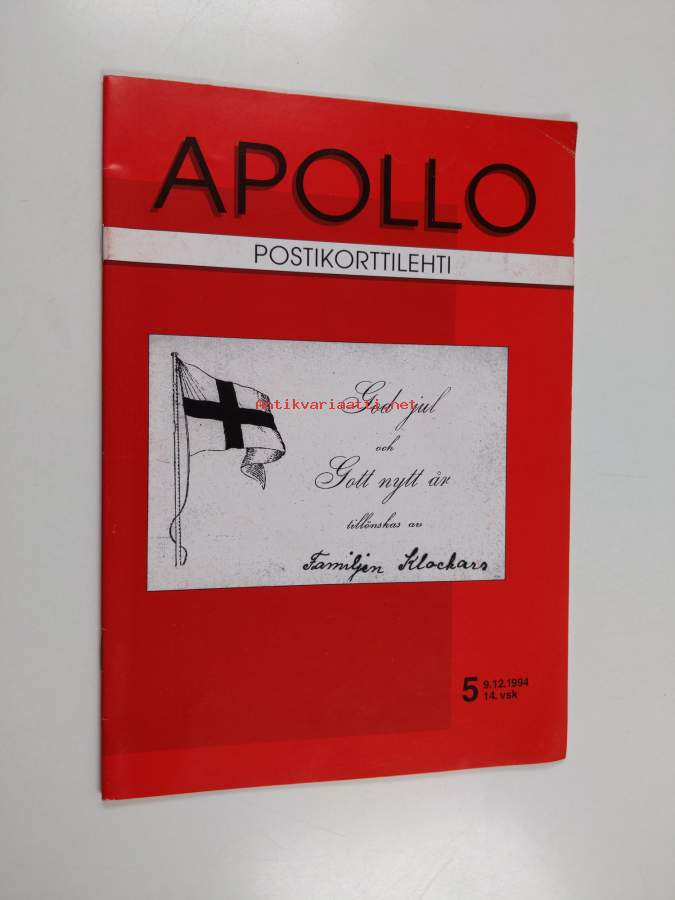 APOLLO
POSTIKORTTILEHTI
God jul
Antikvariaatti.net
och
Gott nytt år
tillönskas av
Familjen Klockars
5 9.12.1994
14. vsk